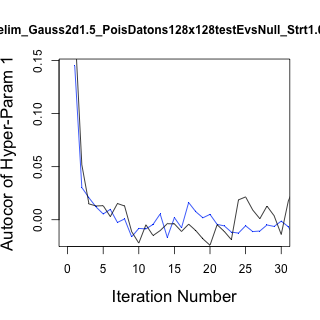 elim_Gauss2d1.5_PoisDatons128x128testEvsNull_Strt1.0
Autocor of Hyper-Param 1
0.15
0.10
0.05
0.00
0 5 10 15 20 25 30
Iteration Number